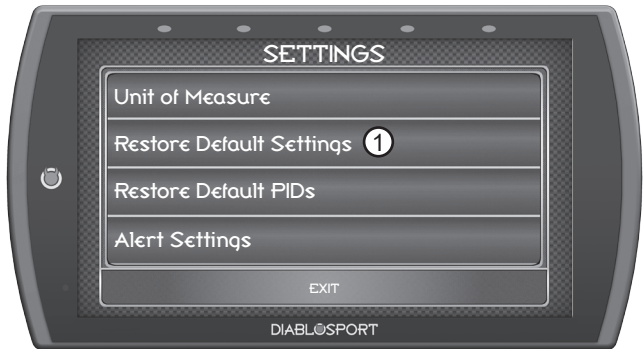 SETTINGS
Unit of Measure
Restore Default Settings 1
Restore Default PIDs
Alert Settings
EXIT
DIABLOSPORT